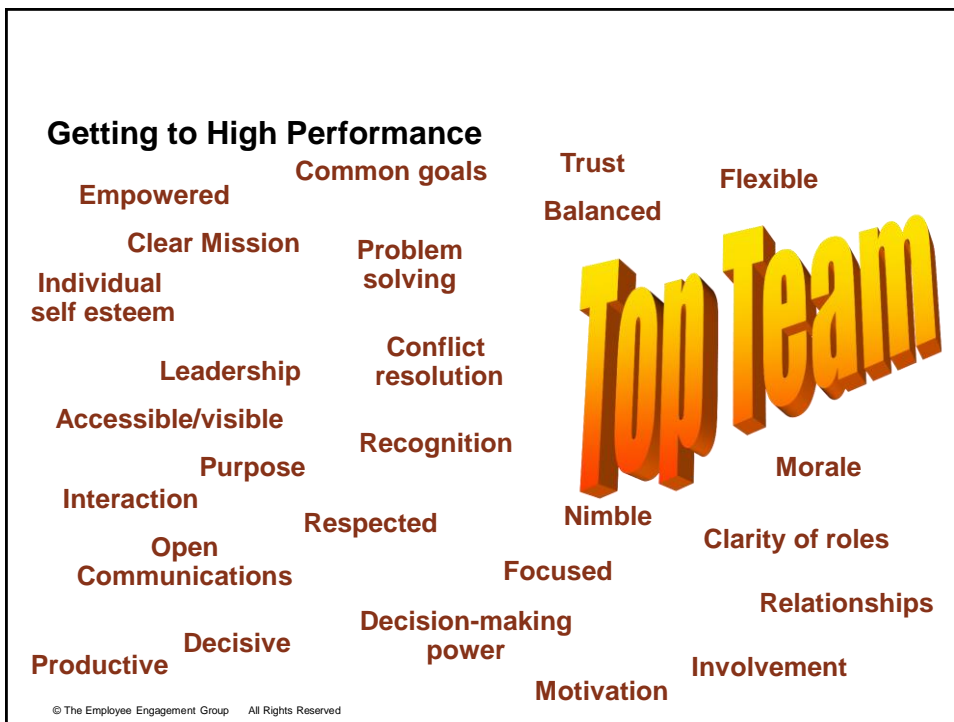 Getting to High Performance
Common goals
Trust
Flexible
Empowered
Balanced
Clear Mission
Problem
solving
Individual
self esteem
Top Team
Conflict
resolution
Leadership
Accessible/visible
Recognition
Purpose
Morale
Interaction
Respected
Nimble
Clarity of roles
Open
Communications
Focused
Relationships
Decision-making
power
Decisive
Productive
Involvement
Motivation
© The Employee Engagement Group All Rights Reserved